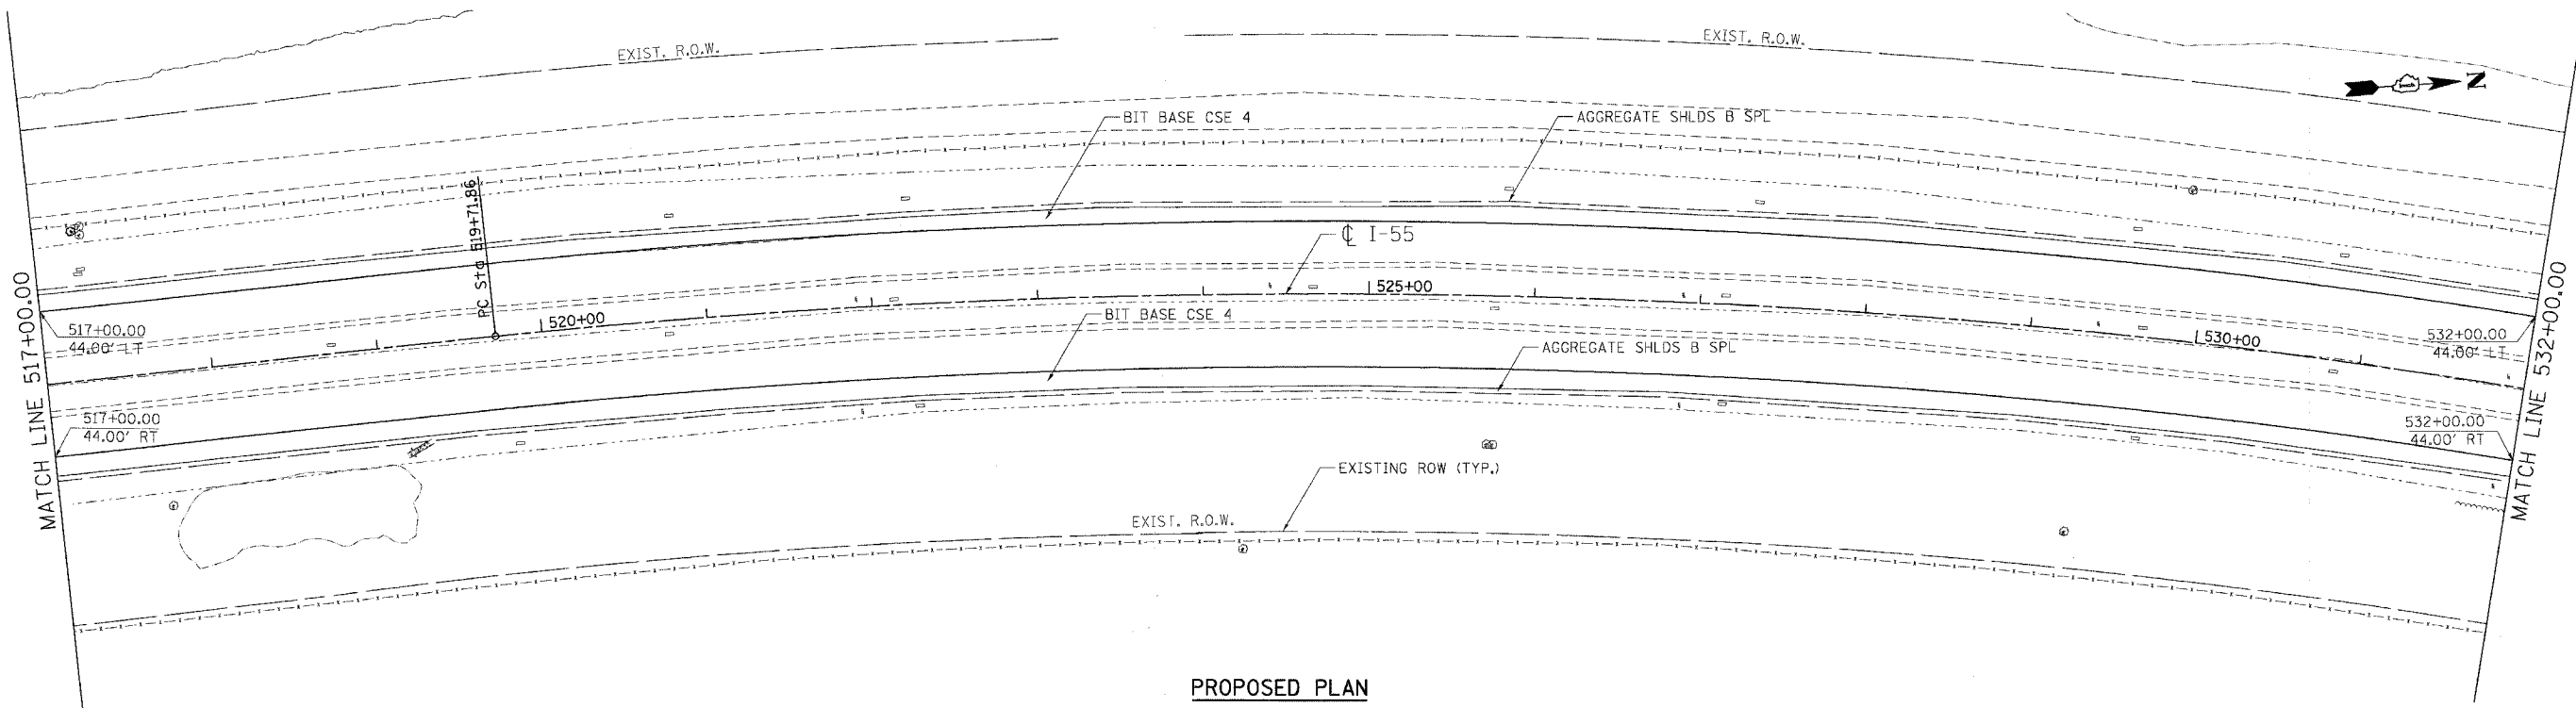 EXIST. R.O.W.
EXIST. R.O.W.
N
BIT BASE CSE 4
AGGREGATE SHLDS B SPL
PC Sta 519+71.86
℄ I-55
MATCH LINE 517+00.00
517+00.00
44.00' LT
520+00
525+00
530+00
532+00.00
44.00' LT
MATCH LINE 532+00.00
BIT BASE CSE 4
AGGREGATE SHLDS B SPL
517+00.00
44.00' RT
532+00.00
44.00' RT
EXISTING ROW (TYP.)
EXIST. R.O.W.
PROPOSED PLAN